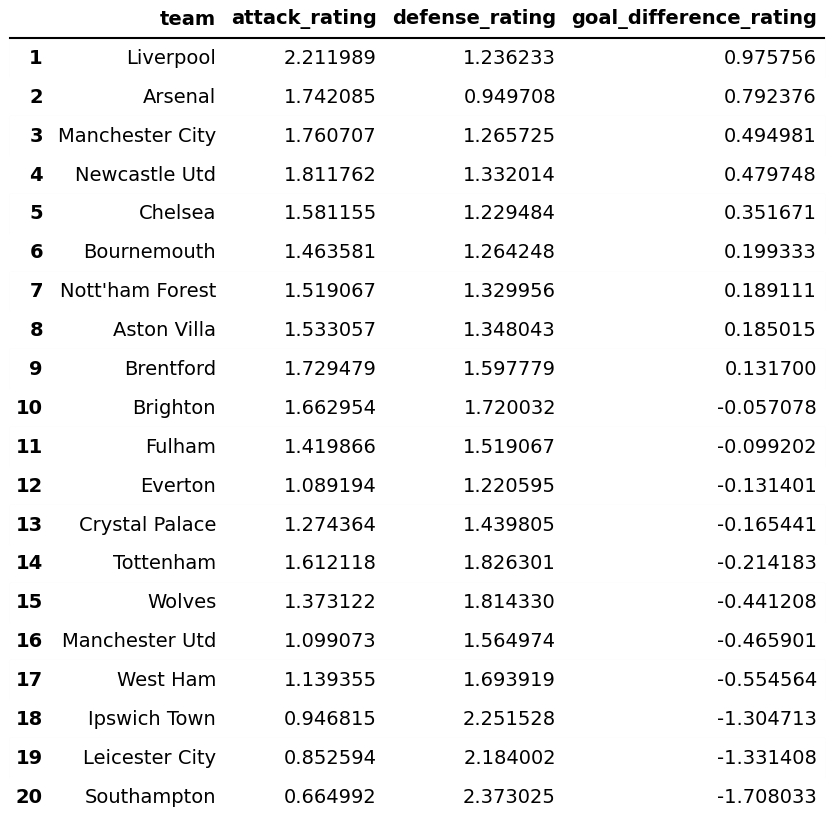 team attack_rating defense_rating goal_difference_rating
1 Liverpool 2.211989 1.236233 0.975756
2 Arsenal 1.742085 0.949708 0.792376
3 Manchester City 1.760707 1.265725 0.494981
4 Newcastle Utd 1.811762 1.332014 0.479748
5 Chelsea 1.581155 1.229484 0.351671
6 Bournemouth 1.463581 1.264248 0.199333
7 Nott'ham Forest 1.519067 1.329956 0.189111
8 Aston Villa 1.533057 1.348043 0.185015
9 Brentford 1.729479 1.597779 0.131700
10 Brighton 1.662954 1.720032 -0.057078
11 Fulham 1.419866 1.519067 -0.099202
12 Everton 1.089194 1.220595 -0.131401
13 Crystal Palace 1.274364 1.439805 -0.165441
14 Tottenham 1.612118 1.826301 -0.214183
15 Wolves 1.373122 1.814330 -0.441208
16 Manchester Utd 1.099073 1.564974 -0.465901
17 West Ham 1.139355 1.693919 -0.554564
18 Ipswich Town 0.946815 2.251528 -1.304713
19 Leicester City 0.852594 2.184002 -1.331408
20 Southampton 0.664992 2.373025 -1.708033